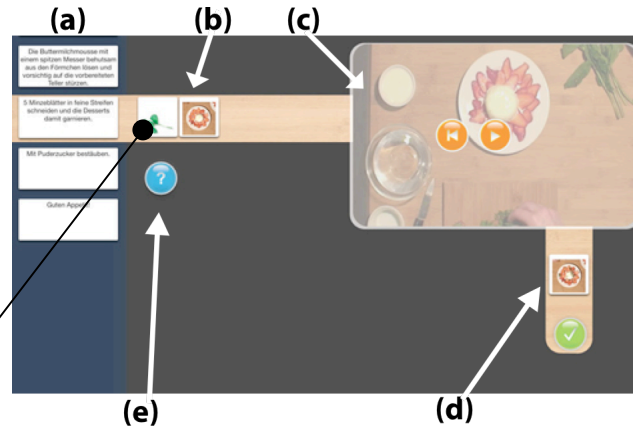 (a)
(b)
(c)
Die Buttermilchmousse mit
einem spitzen Messer behutsam
aus den Förmchen lösen und
vorsichtig auf die vorbereiteten
Teller stürzen.
5 Minzblätter in feine Streifen
schneiden und die Desserts
damit garnieren.
Mit Puderzucker bestäuben.
?
Guten Appetit!
(e)
(d)